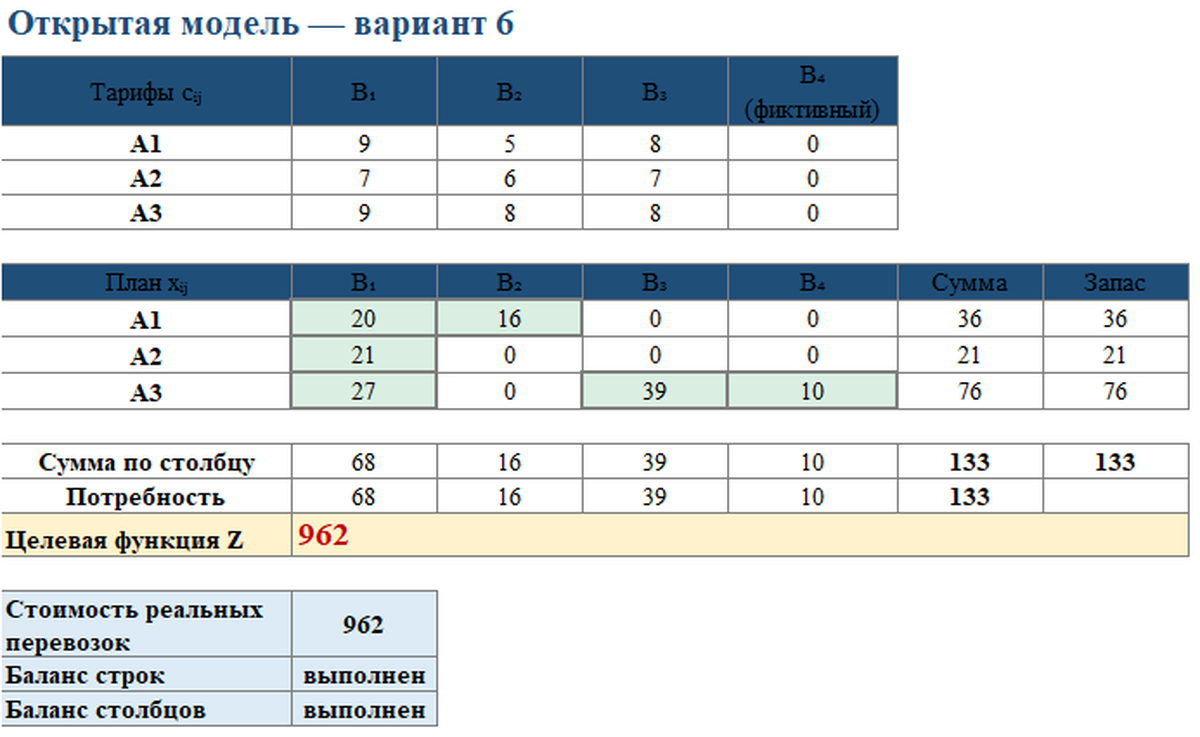 Открытая модель — вариант 6
Тарифы cᵢⱼ B₁ B₂ B₃ B₄ (фиктивный)
A1 9 5 8 0
A2 7 6 7 0
A3 9 8 8 0
План xᵢⱼ B₁ B₂ B₃ B₄ Сумма Запас
A1 20 16 0 0 36 36
A2 21 0 0 0 21 21
A3 27 0 39 10 76 76
Сумма по столбцу 68 16 39 10 133 133
Потребность 68 16 39 10 133
Целевая функция Z 962
Стоимость реальных
перевозок 962
Баланс строк выполнен
Баланс столбцов выполнен